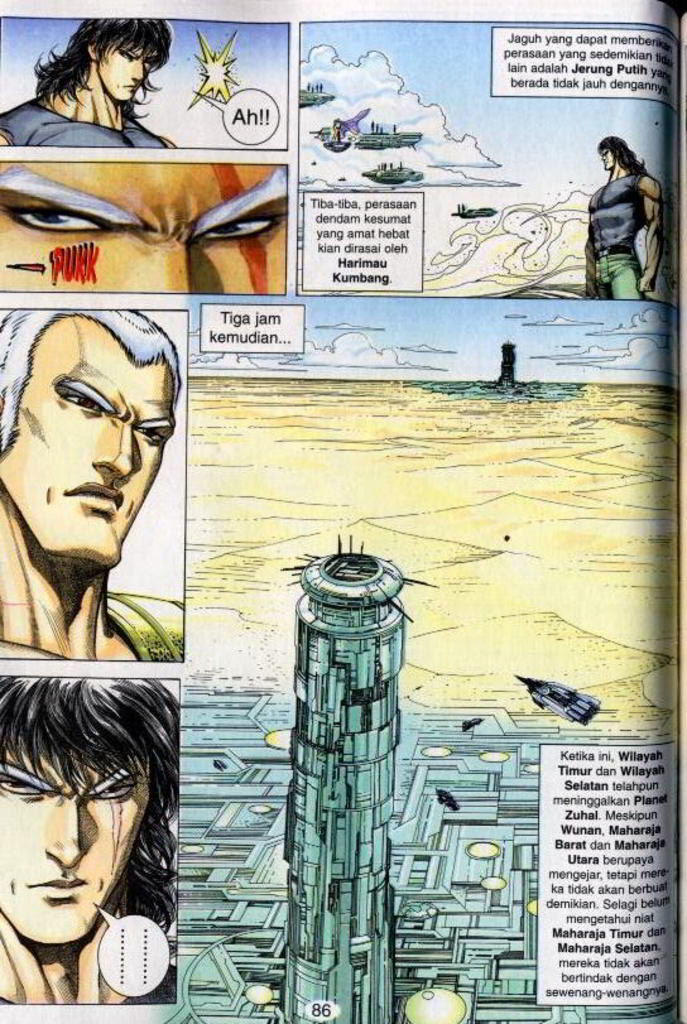 Ah!!
PURK
Jaguh yang dapat memberikan
perasaan yang sedemikian tidak
lain adalah Jerung Putih yang
berada tidak jauh dengannya.
Tiba-tiba, perasaan
dendam kesumat
yang amat hebat
kian dirasai oleh
Harimau
Kumbang.
Tiga jam
kemudian...
Ketika ini, Wilayah
Timur dan Wilayah
Selatan telahpun
meninggalkan Planet
Zuhal. Meskipun
Wunan, Maharaja
Barat dan Maharaja
Utara berupaya
mengejar, tetapi mere-
ka tidak akan berbuat
demikian. Selagi belum
mengetahui niat
Maharaja Timur dan
Maharaja Selatan,
mereka tidak akan
bertindak dengan
sewenang-wenangnya.
86